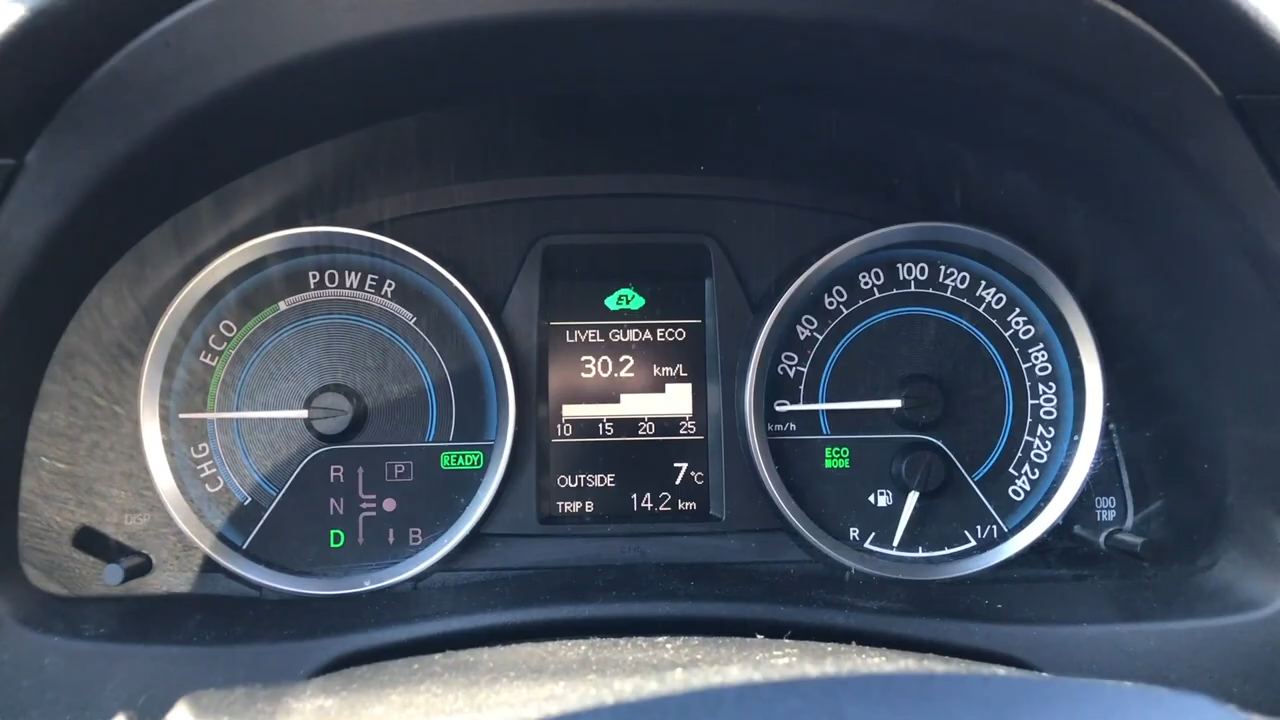 POWER
ECO
CHG
READY
R
P
N
D
B
DISP
EV
LIVEL GUIDA ECO
30.2 km/L
10 15 20 25
OUTSIDE 7°C
TRIP B 14.2 km
0 20 40 60 80 100 120 140 160 180 200 220 240
km/h
ECO
MODE
R 1/1
ODO
TRIP